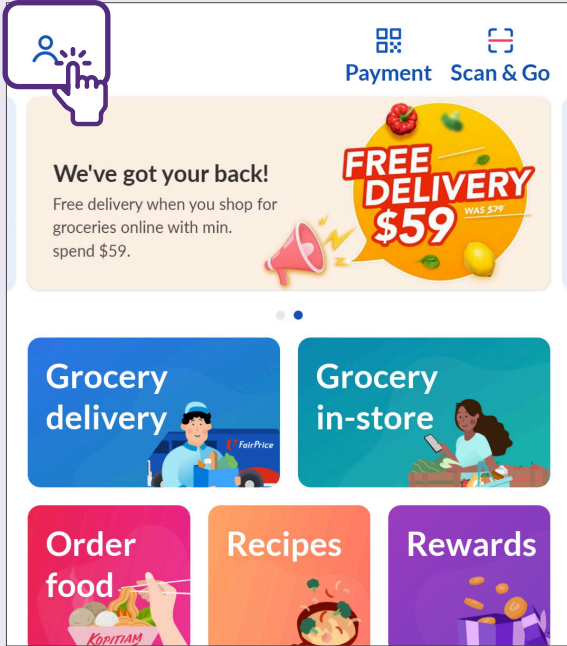 Payment
Scan & Go
We've got your back!
Free delivery when you shop for
groceries online with min.
spend $59.
FREE
DELIVERY
$59
WAS $79
Grocery
delivery
FairPrice
Grocery
in-store
Order
food
KOPITIAM
Recipes
Rewards